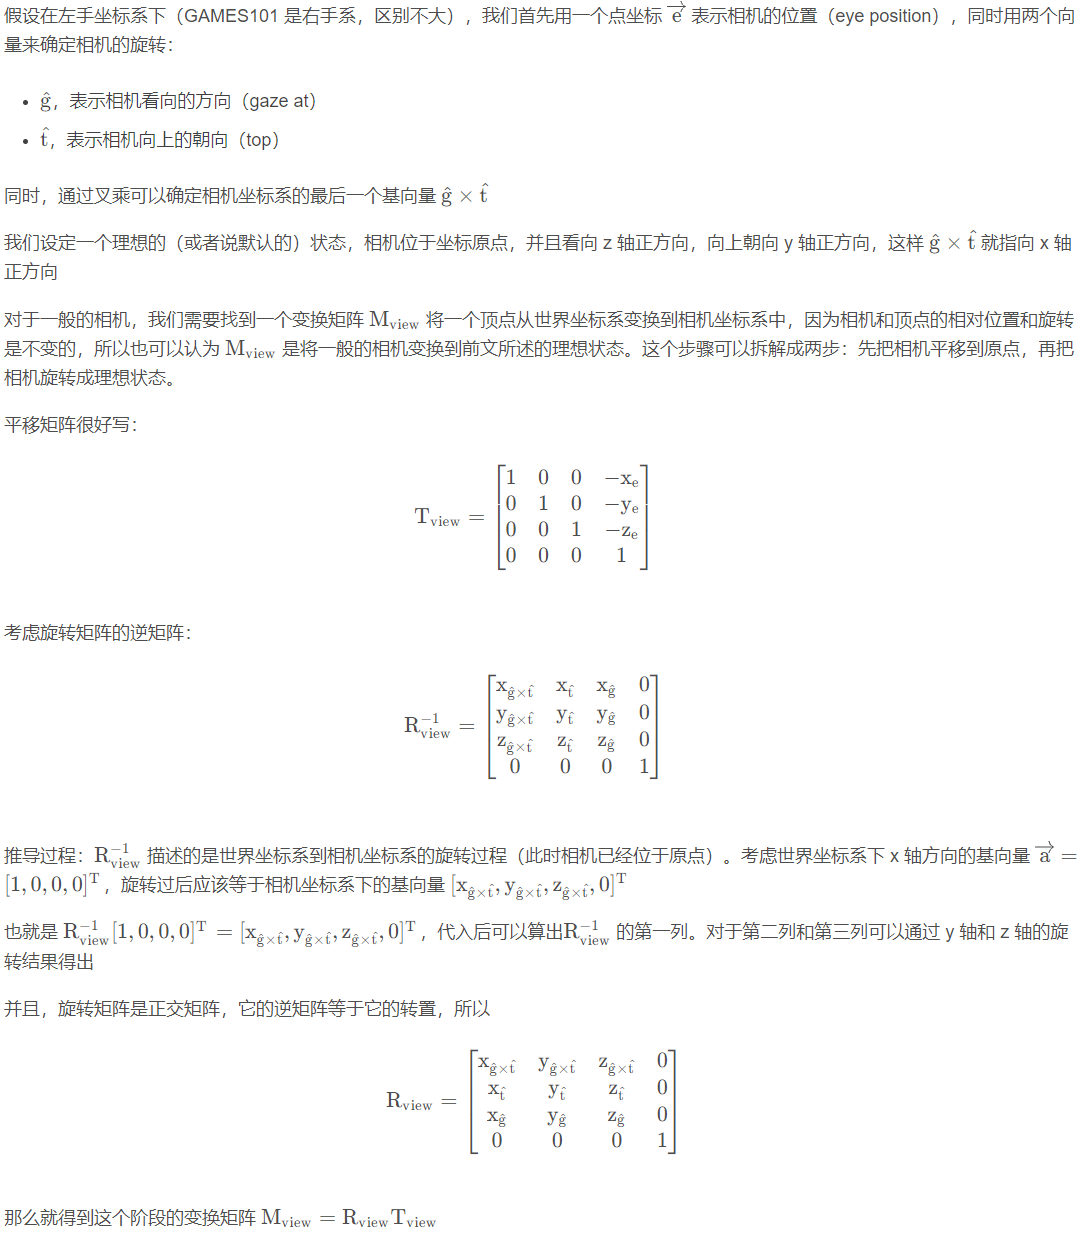 假设在左手坐标系下（GAMES101 是右手系，区别不大），我们首先用一个点坐标 $\overrightarrow{e}$ 表示相机的位置（eye position），同时用两个向
量来确定相机的旋转：
• $\hat{g}$，表示相机看向的方向（gaze at）
• $\hat{t}$，表示相机向上的朝向（top）
同时，通过叉乘可以确定相机坐标系的最后一个基向量 $\hat{g} \times \hat{t}$
我们设定一个理想的（或者说默认的）状态，相机位于坐标原点，并且看向 z 轴正方向，向上朝向 y 轴正方向，这样 $\hat{g} \times \hat{t}$ 就指向 x 轴
正方向
对于一般的相机，我们需要找到一个变换矩阵 $M_{view}$ 将一个顶点从世界坐标系变换到相机坐标系中，因为相机和顶点的相对位置和旋转
是不变的，所以也可以认为 $M_{view}$ 是将一般的相机变换到前文所述的理想状态。这个步骤可以拆解成两步：先把相机平移到原点，再把
相机旋转成理想状态。
平移矩阵很好写：
$T_{view} = \begin{bmatrix} 1 & 0 & 0 & -x_e \\ 0 & 1 & 0 & -y_e \\ 0 & 0 & 1 & -z_e \\ 0 & 0 & 0 & 1 \end{bmatrix}$
考虑旋转矩阵的逆矩阵：
$R_{view}^{-1} = \begin{bmatrix} x_{\hat{g}\times\hat{t}} & x_{\hat{t}} & x_{\hat{g}} & 0 \\ y_{\hat{g}\times\hat{t}} & y_{\hat{t}} & y_{\hat{g}} & 0 \\ z_{\hat{g}\times\hat{t}} & z_{\hat{t}} & z_{\hat{g}} & 0 \\ 0 & 0 & 0 & 1 \end{bmatrix}$
推导过程：$R_{view}^{-1}$ 描述的是世界坐标系到相机坐标系的旋转过程（此时相机已经位于原点）。考虑世界坐标系下 x 轴方向的基向量 $\overrightarrow{a} =$
$[1, 0, 0, 0]^T$，旋转过后应该等于相机坐标系下的基向量 $[x_{\hat{g}\times\hat{t}}, y_{\hat{g}\times\hat{t}}, z_{\hat{g}\times\hat{t}}, 0]^T$
也就是 $R_{view}^{-1}[1, 0, 0, 0]^T = [x_{\hat{g}\times\hat{t}}, y_{\hat{g}\times\hat{t}}, z_{\hat{g}\times\hat{t}}, 0]^T$，代入后可以算出$R_{view}^{-1}$ 的第一列。对于第二列和第三列可以通过 y 轴和 z 轴的旋
转结果得出
并且，旋转矩阵是正交矩阵，它的逆矩阵等于它的转置，所以
$R_{view} = \begin{bmatrix} x_{\hat{g}\times\hat{t}} & y_{\hat{g}\times\hat{t}} & z_{\hat{g}\times\hat{t}} & 0 \\ x_{\hat{t}} & y_{\hat{t}} & z_{\hat{t}} & 0 \\ x_{\hat{g}} & y_{\hat{g}} & z_{\hat{g}} & 0 \\ 0 & 0 & 0 & 1 \end{bmatrix}$
那么就得到这个阶段的变换矩阵 $M_{view} = R_{view}T_{view}$